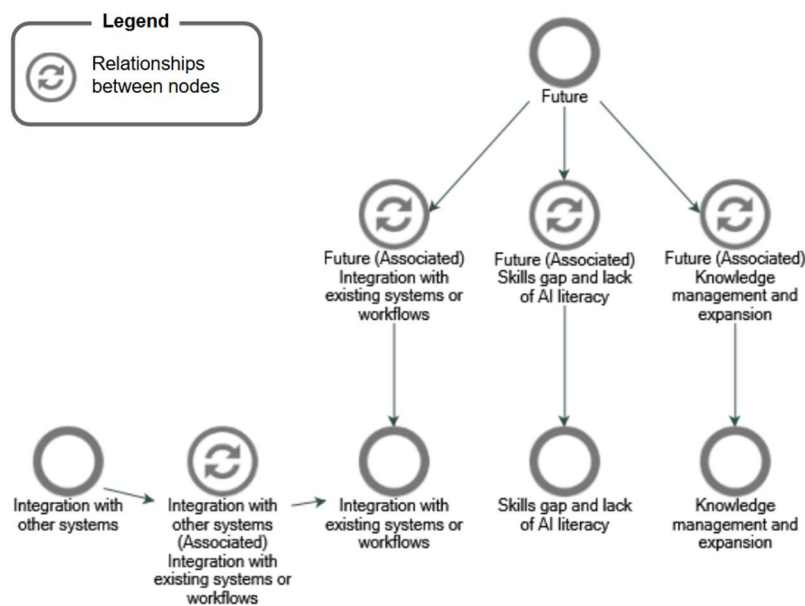 Legend
Relationships
between nodes
Future
Future (Associated)
Integration with
existing systems or
workflows
Future (Associated)
Skills gap and lack
of AI literacy
Future (Associated)
Knowledge
management and
expansion
Integration with
other systems
Integration with
other systems
(Associated)
Integration with
existing systems or
workflows
Integration with
existing systems or
workflows
Skills gap and lack
of AI literacy
Knowledge
management and
expansion